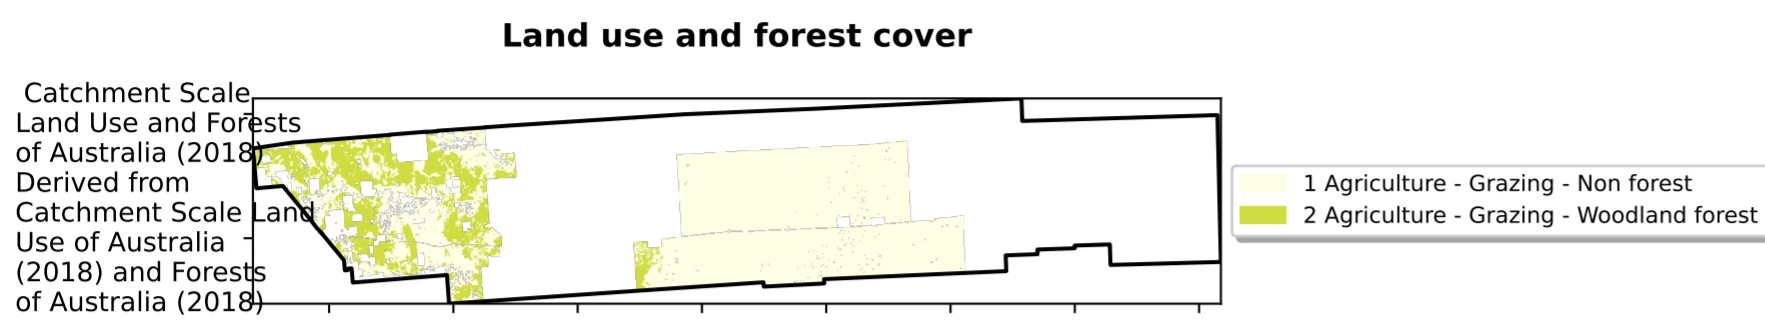 Land use and forest cover
Catchment Scale
Land Use and Forests
of Australia (2018)
Derived from
Catchment Scale Land
Use of Australia
(2018) and Forests
of Australia (2018)
1 Agriculture - Grazing - Non forest
2 Agriculture - Grazing - Woodland forest